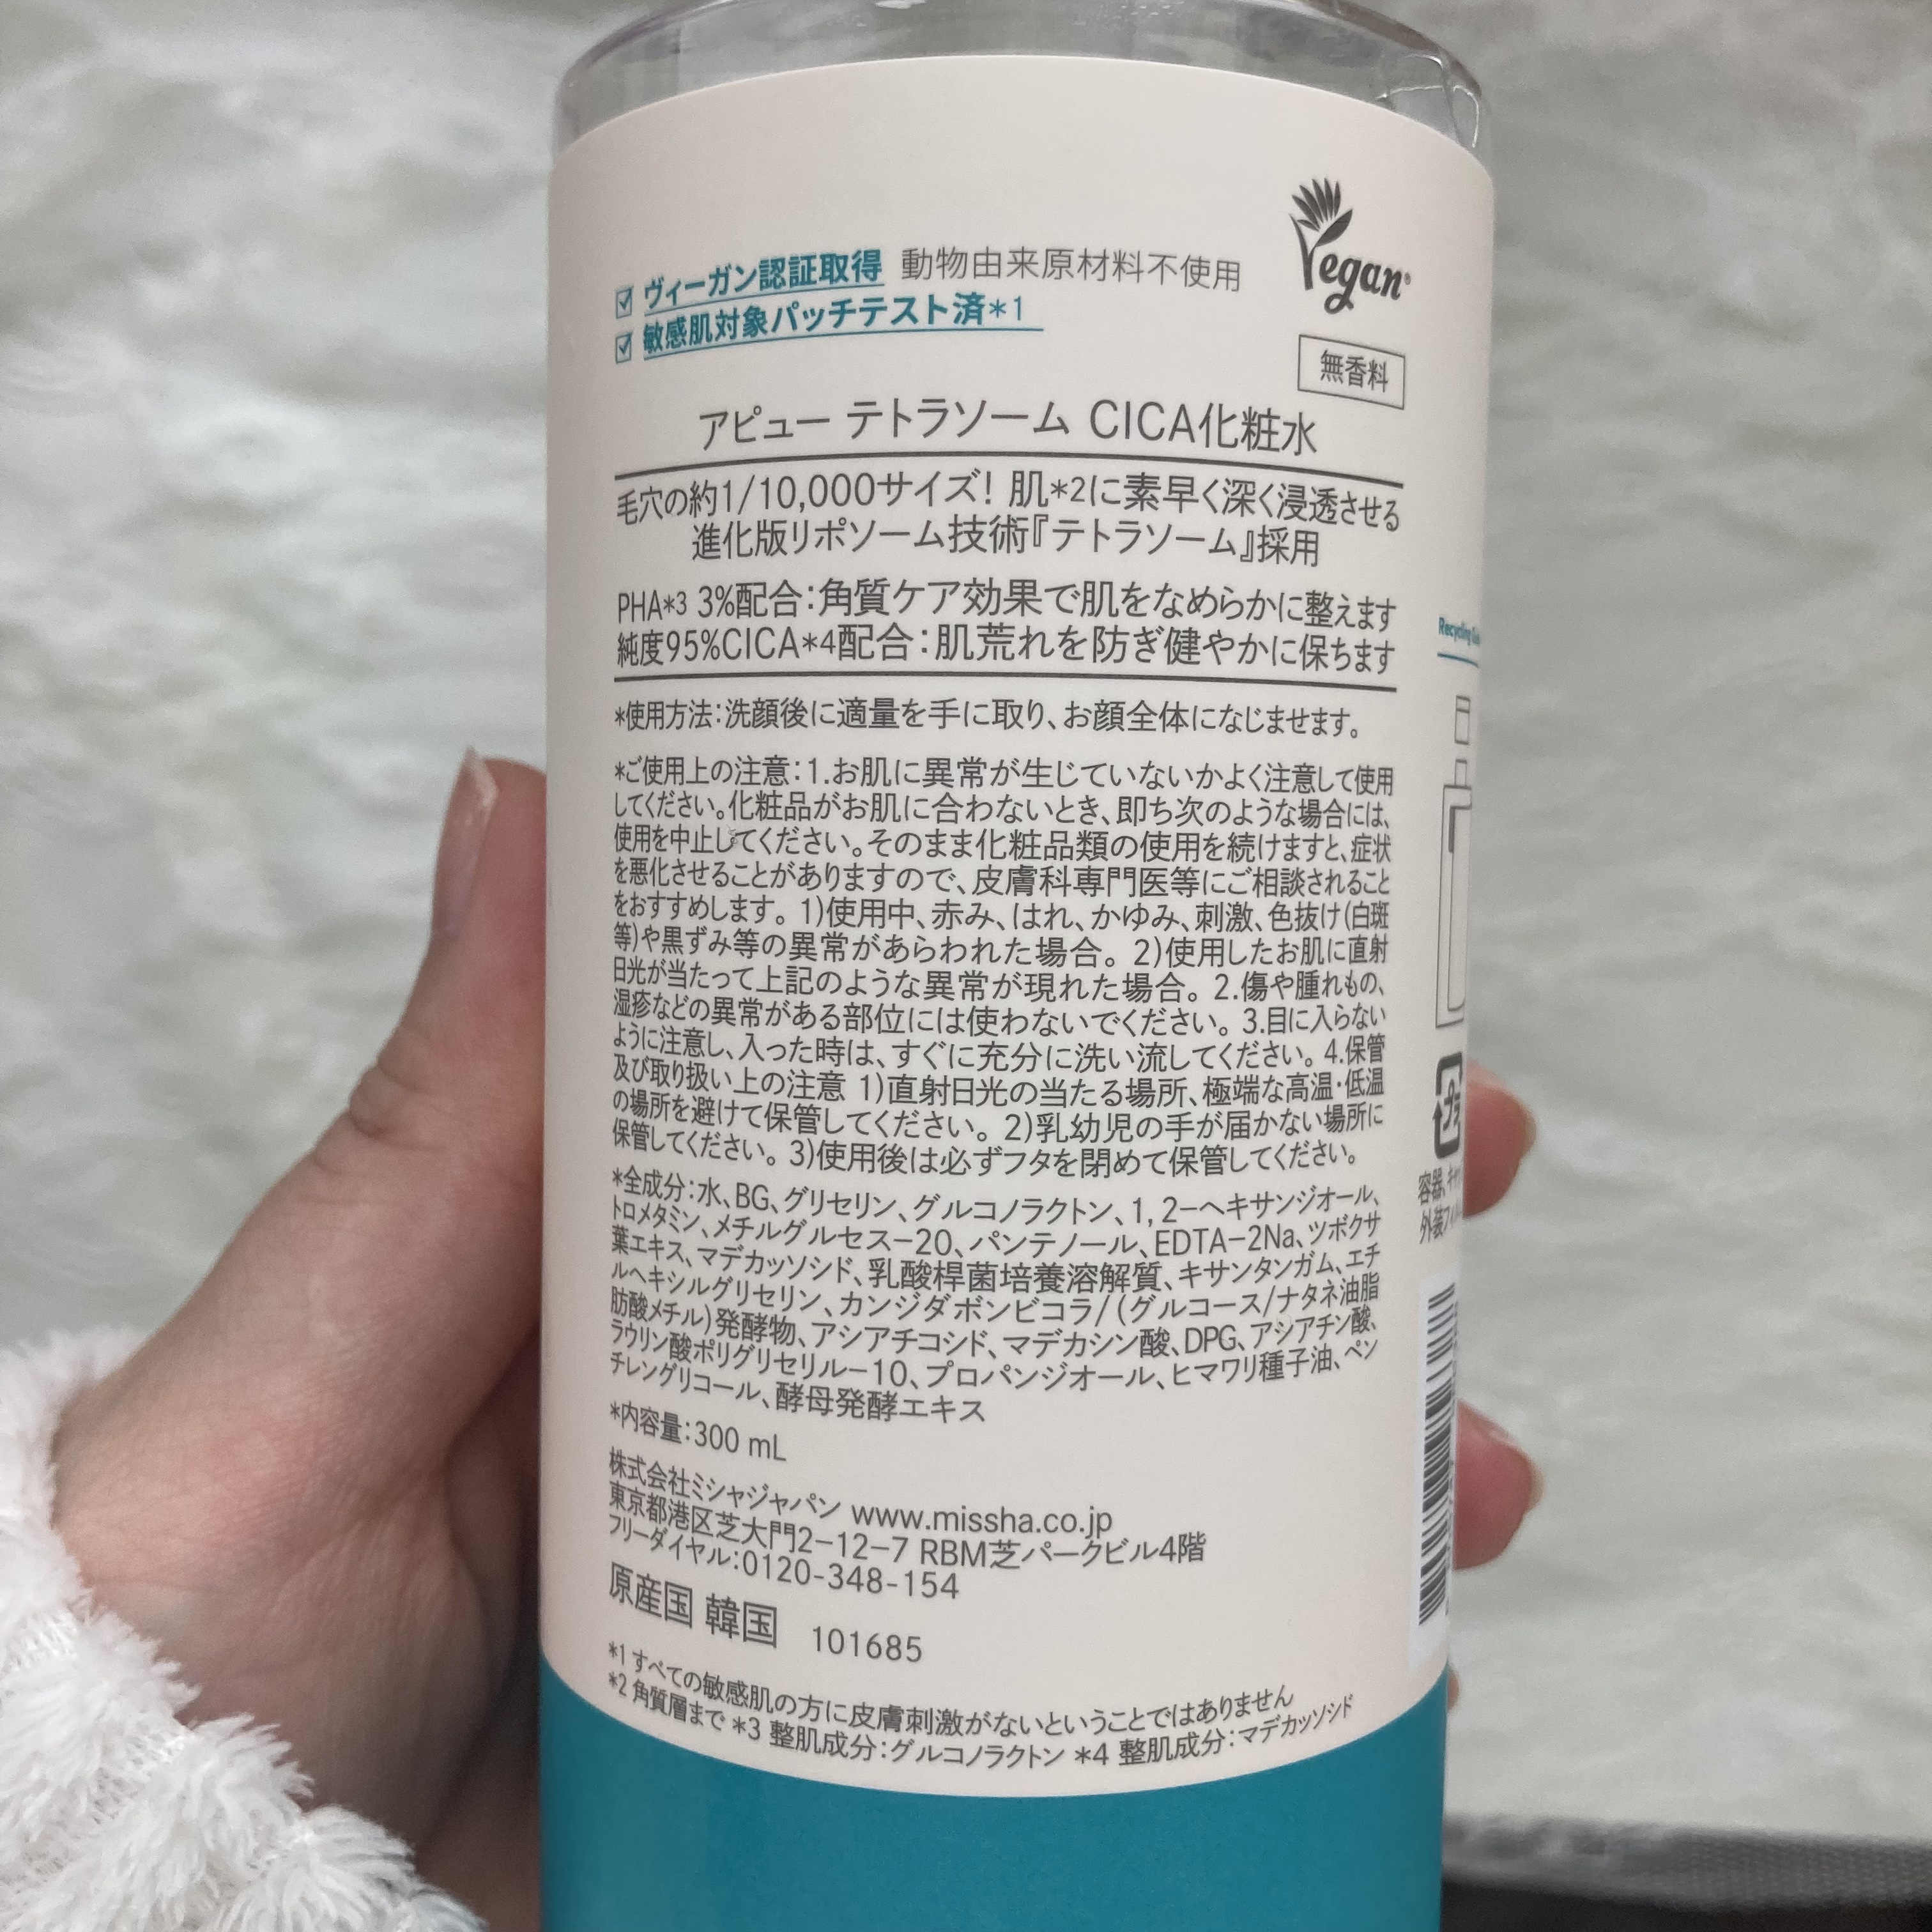 ヴィーガン認証取得 動物由来原材料不使用
敏感肌対象パッチテスト済*1
Vegan
無香料
アピュー テトラソーム CICA化粧水
毛穴の約1/10,000サイズ! 肌*2に素早く深く浸透させる
進化版リポソーム技術『テトラソーム』採用
PHA*3 3%配合:角質ケア効果で肌をなめらかに整えます
純度95%CICA*4配合:肌荒れを防ぎ健やかに保ちます
*使用方法:洗顔後に適量を手に取り、お顔全体になじませます。
*ご使用上の注意:1.お肌に異常が生じていないかよく注意して使用
してください。化粧品がお肌に合わないとき、即ち次のような場合には、
使用を中止してください。そのまま化粧品類の使用を続けますと、症状
を悪化させることがありますので、皮膚科専門医等にご相談されること
をおすすめします。1)使用中、赤み、はれ、かゆみ、刺激、色抜け(白斑
等)や黒ずみ等の異常があらわれた場合。2)使用したお肌に直射
日光が当たって上記のような異常が現れた場合。2.傷や腫れもの、
湿疹などの異常がある部位には使わないでください。3.目に入らない
ように注意し、入った時は、すぐに充分に洗い流してください。4.保管
及び取り扱い上の注意 1)直射日光の当たる場所、極端な高温・低温
の場所を避けて保管してください。2)乳幼児の手が届かない場所に
保管してください。3)使用後は必ずフタを閉めて保管してください。
*全成分:水、BG、グリセリン、グルコノラクトン、1,2-ヘキサンジオール、
トロメタミン、メチルグルセス-20、パンテノール、EDTA-2Na、ツボクサ
葉エキス、マデカッソシド、乳酸桿菌培養溶解質、キサンタンガム、エチ
ルヘキシルグリセリン、カンジダボンビコラ/(グルコース/ナタネ油脂
肪酸メチル)発酵物、アシアチコシド、マデカシン酸、DPG、アシアチン酸、
ラウリン酸ポリグリセリル-10、プロパンジオール、ヒマワリ種子油、ペン
チレングリコール、酵母発酵エキス
*内容量:300 mL
株式会社ミシャジャパン www.missha.co.jp
東京都港区芝大門2-12-7 RBM芝パークビル4階
フリーダイヤル:0120-348-154
原産国 韓国 101685
*1 すべての敏感肌の方に皮膚刺激がないということではありません
*2 角質層まで *3 整肌成分:グルコノラクトン *4 整肌成分:マデカッソシド
Recycling
プラ
容器、
外装